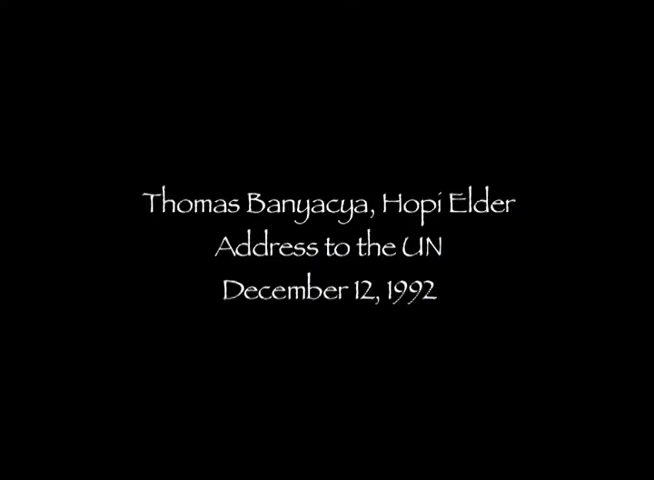 Thomas Banyacya, Hopi Elder
Address to the UN
December 12, 1992